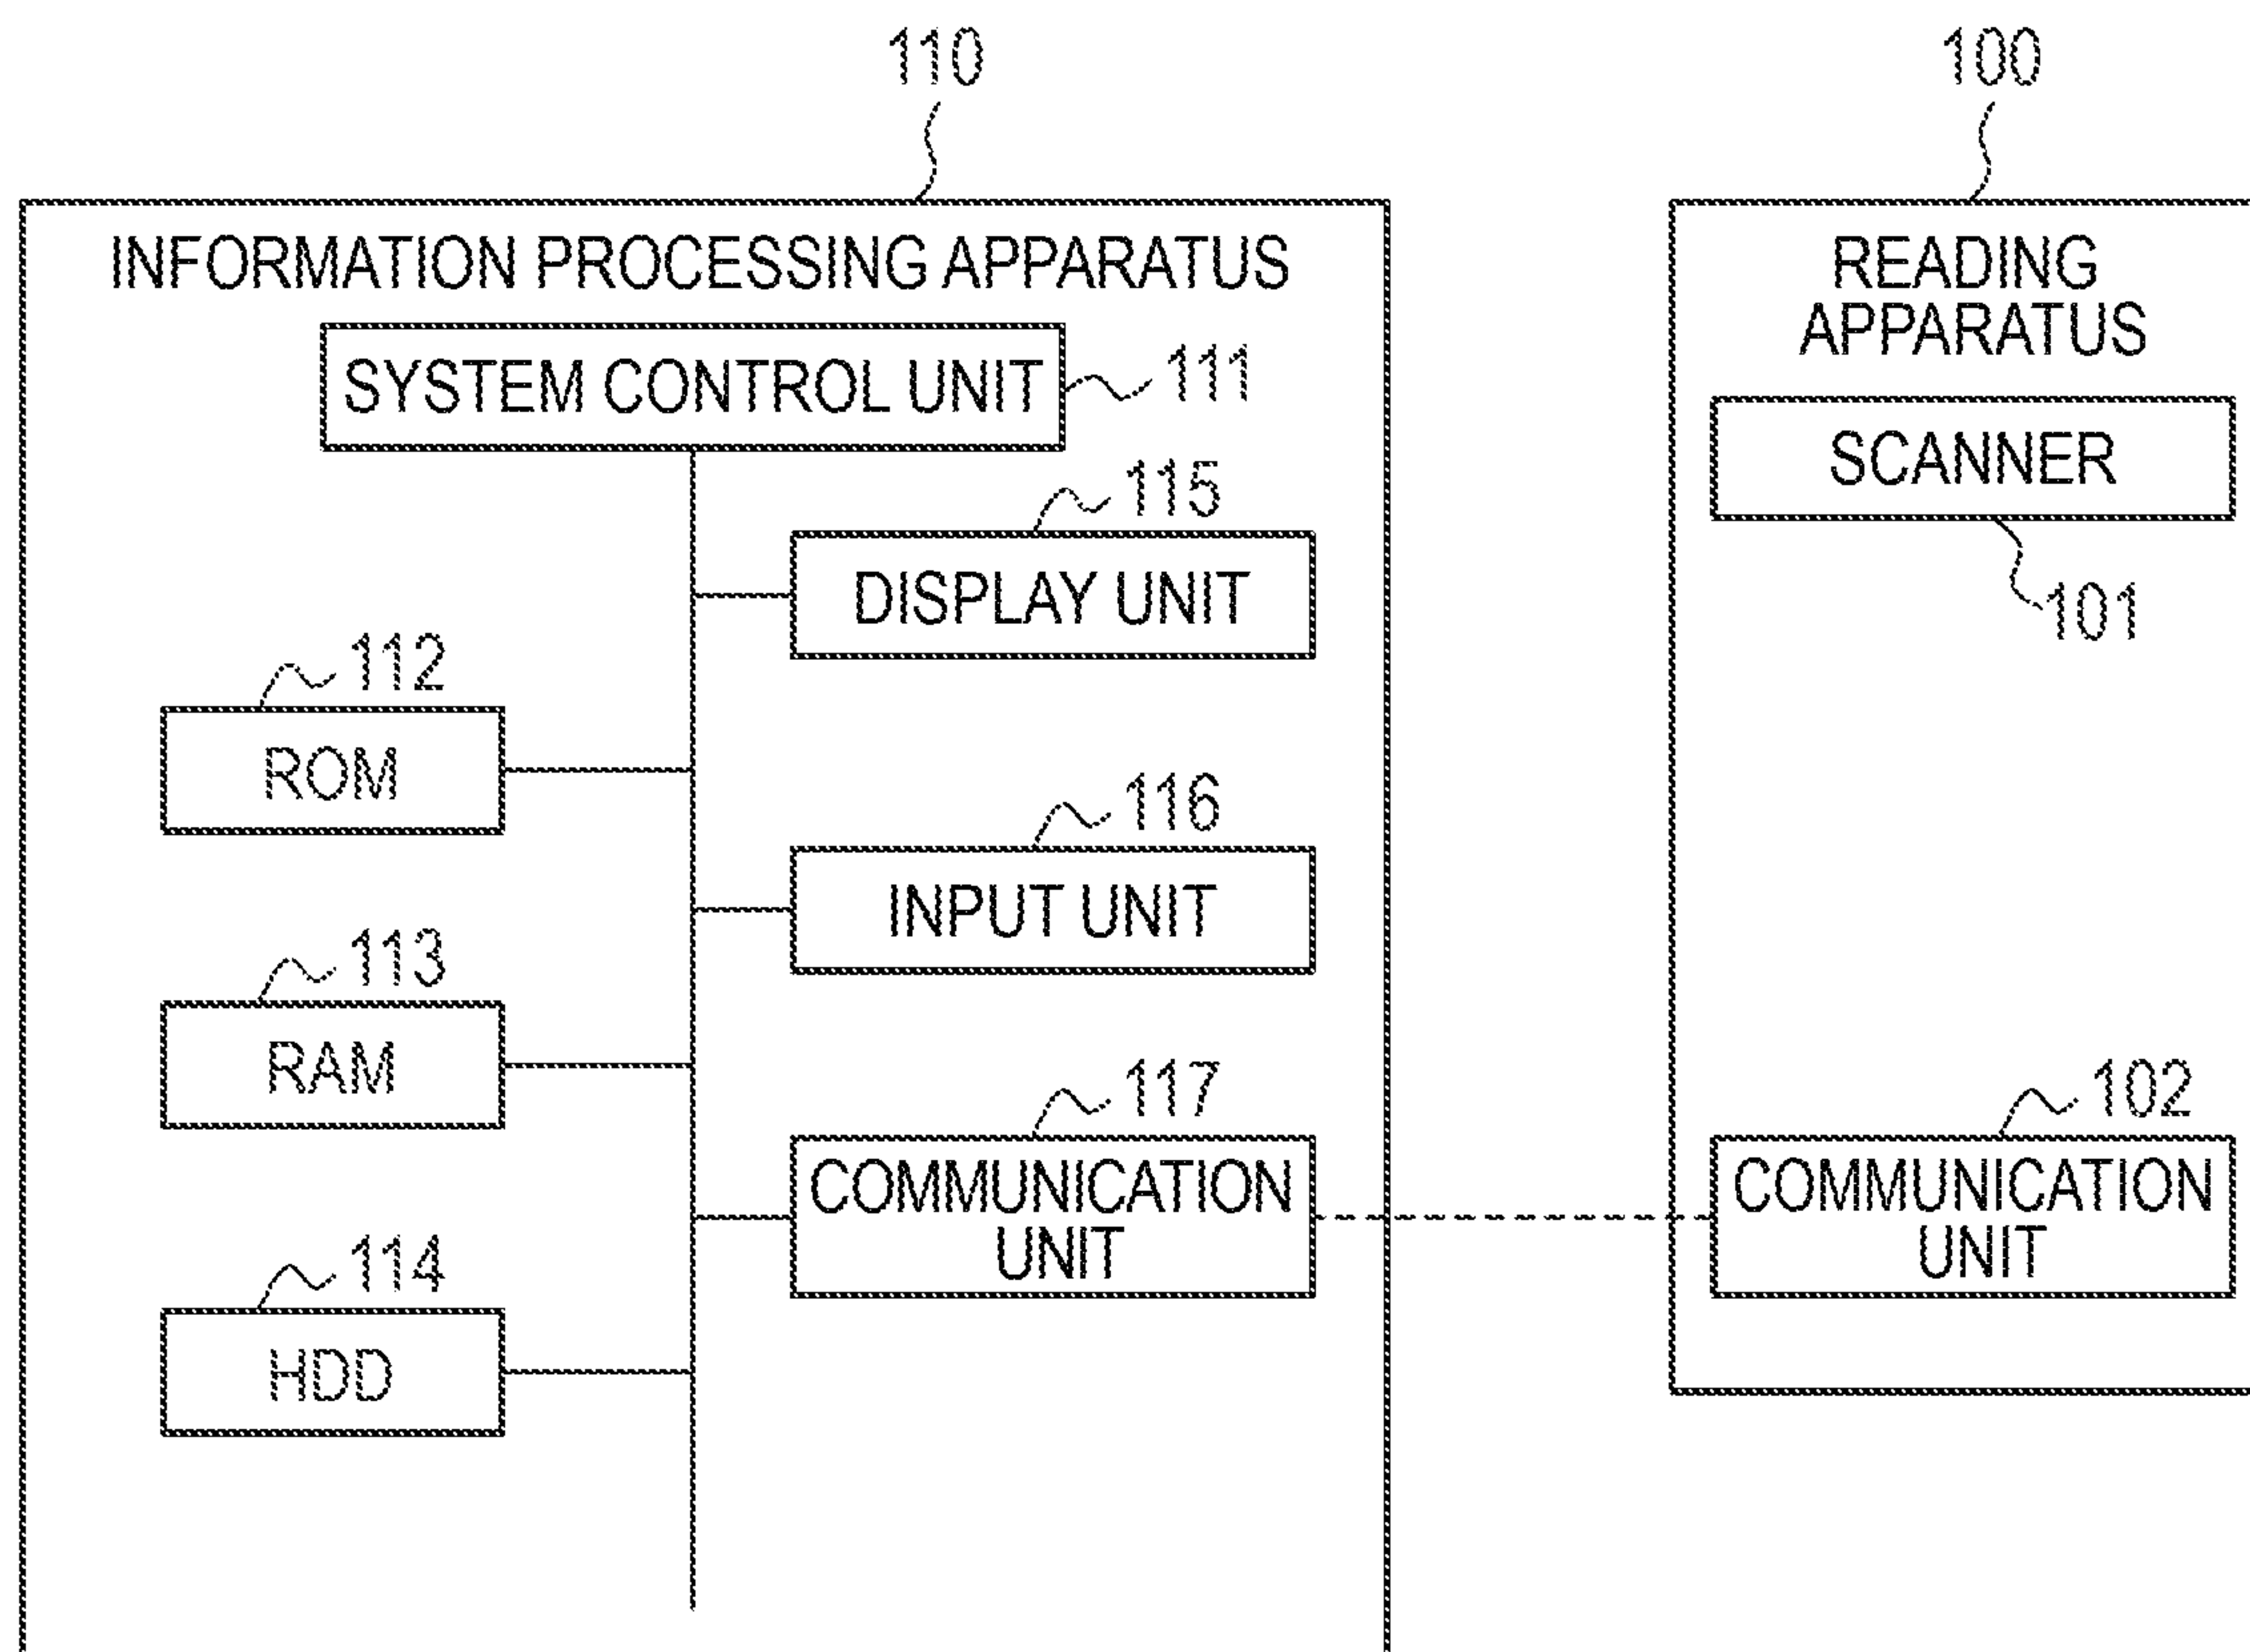 110
100
INFORMATION PROCESSING APPARATUS
SYSTEM CONTROL UNIT
111
115
DISPLAY UNIT
112
ROM
116
INPUT UNIT
113
RAM
117
COMMUNICATION
UNIT
114
HDD
READING
APPARATUS
SCANNER
101
102
COMMUNICATION
UNIT